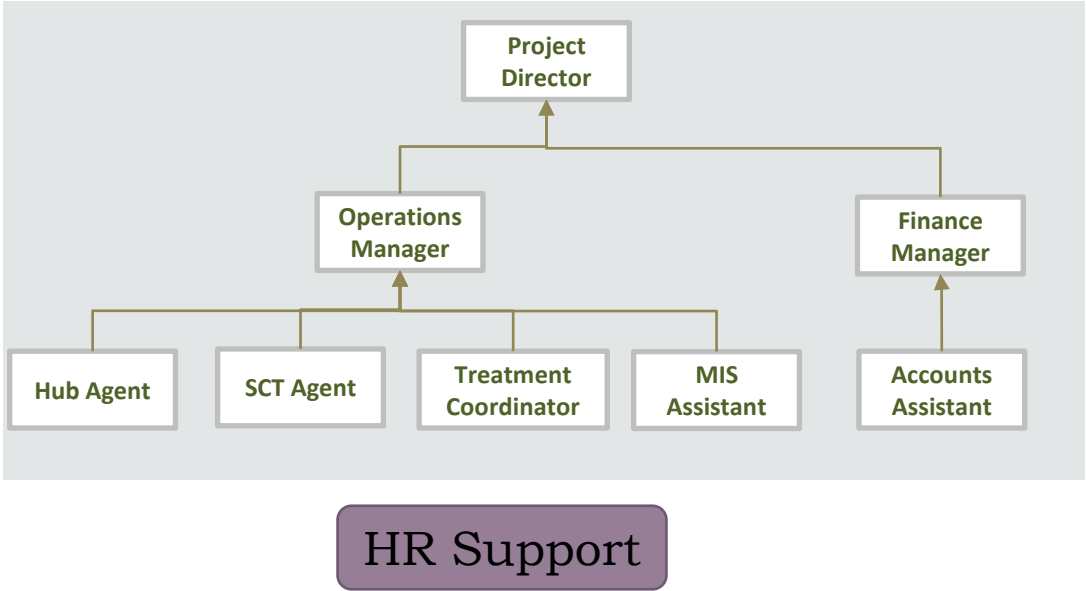 Project
Director
Operations
Manager
Finance
Manager
Hub Agent
SCT Agent
Treatment
Coordinator
MIS
Assistant
Accounts
Assistant
HR Support